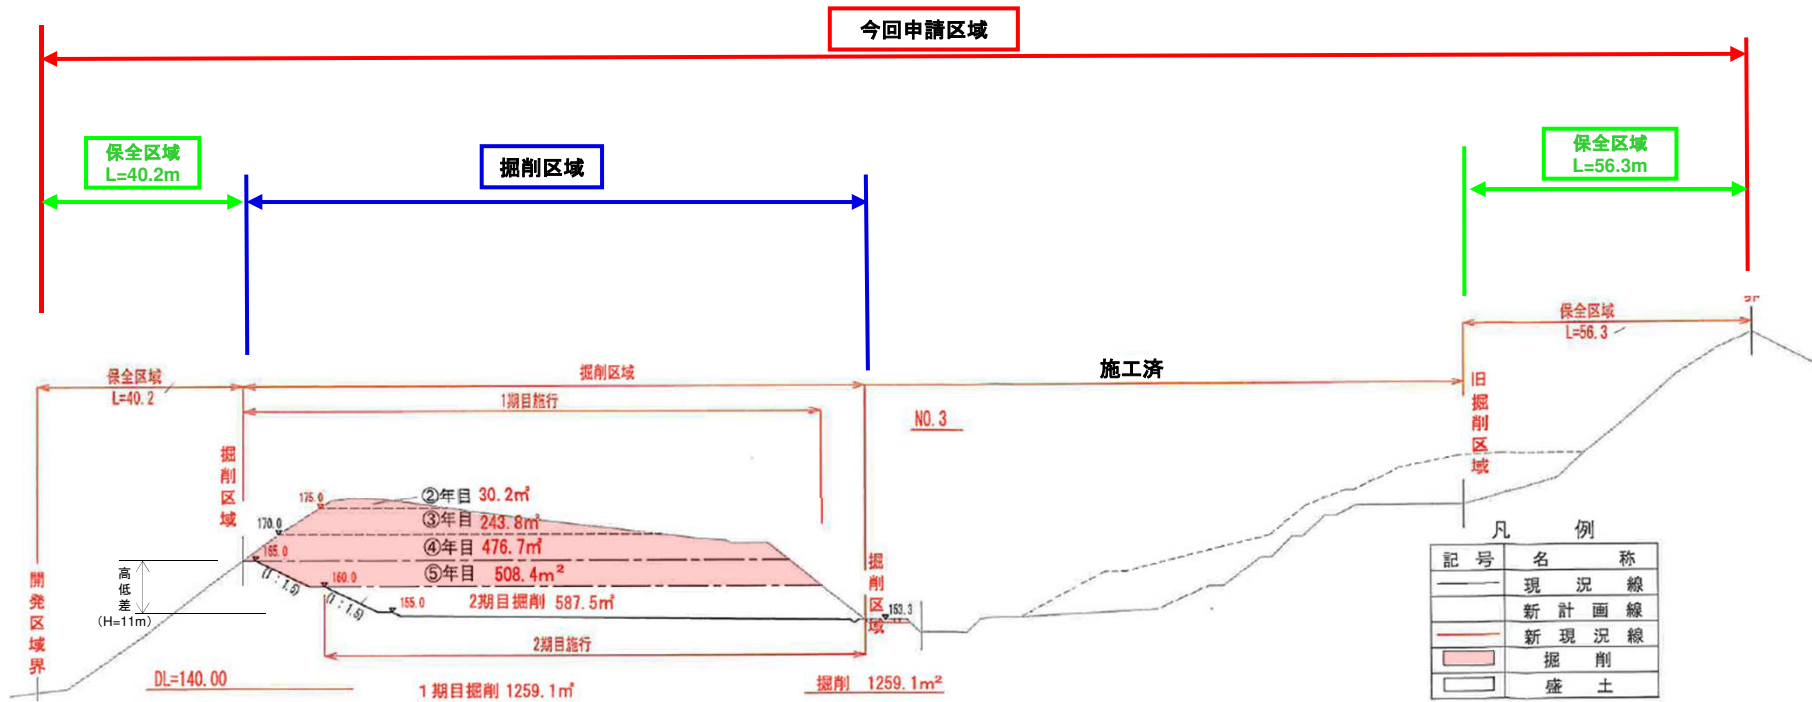 今回申請区域
保全区域
L=40.2m
掘削区域
保全区域
L=56.3m
保全区域
L=56.3
保全区域
L=40.2
掘削区域
施工済
1期目施行
NO.3
旧掘削区域
掘削区域
175.0
②年目 30.2㎡
170.0
③年目 243.8㎡
165.0
④年目 476.7㎡
⑤年目 508.4m²
(1:1.5)
160.0
2期目掘削 587.5㎡
(1:1.5)
155.0
153.3
掘削区域
高低差
(H=11m)
開発区域界
2期目施行
DL=140.00
1期目掘削 1259.1㎡
掘削 1259.1m²
凡 例
記号 名 称
現況線
新計画線
新現況線
掘削
盛土